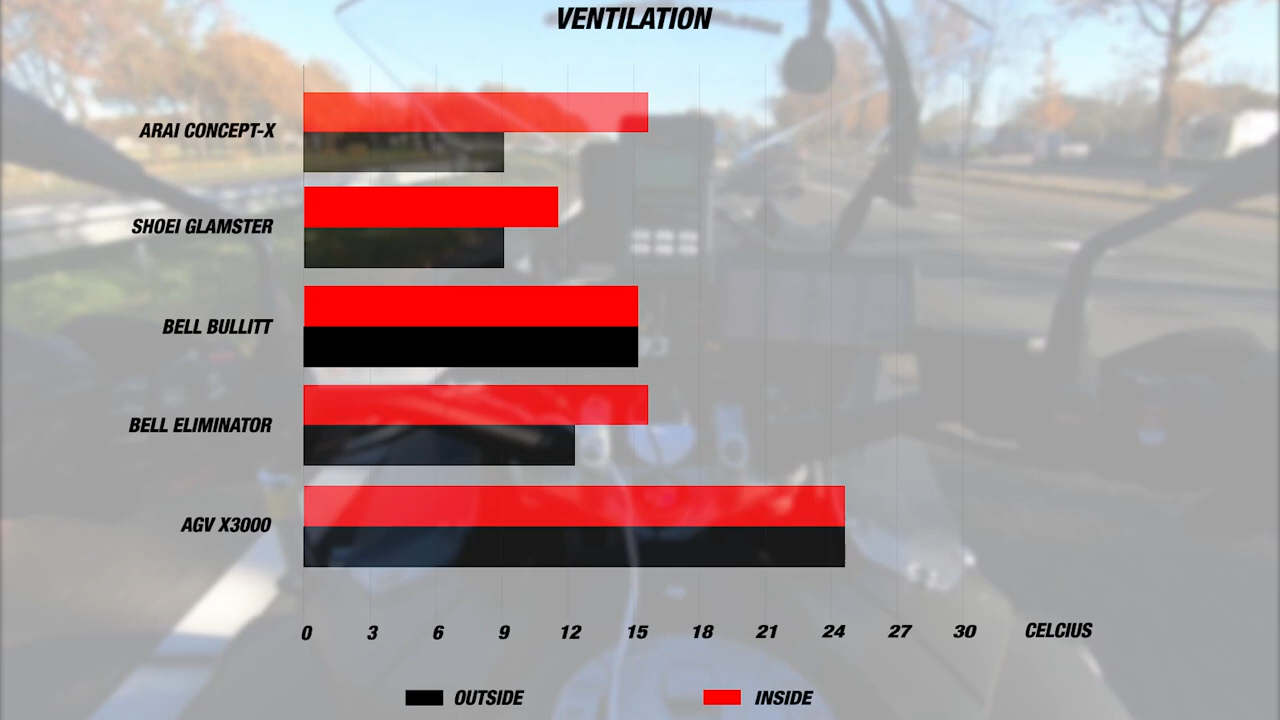 VENTILATION
ARAI CONCEPT-X
SHOEI GLAMSTER
BELL BULLITT
BELL ELIMINATOR
AGV X3000
0 3 6 9 12 15 18 21 24 27 30 CELCIUS
OUTSIDE INSIDE